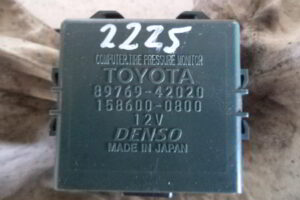 2225
COMPUTER,TIRE PRESSURE MONITOR
TOYOTA
89769-42020
158600-0800
12V
DENSO
MADE IN JAPAN